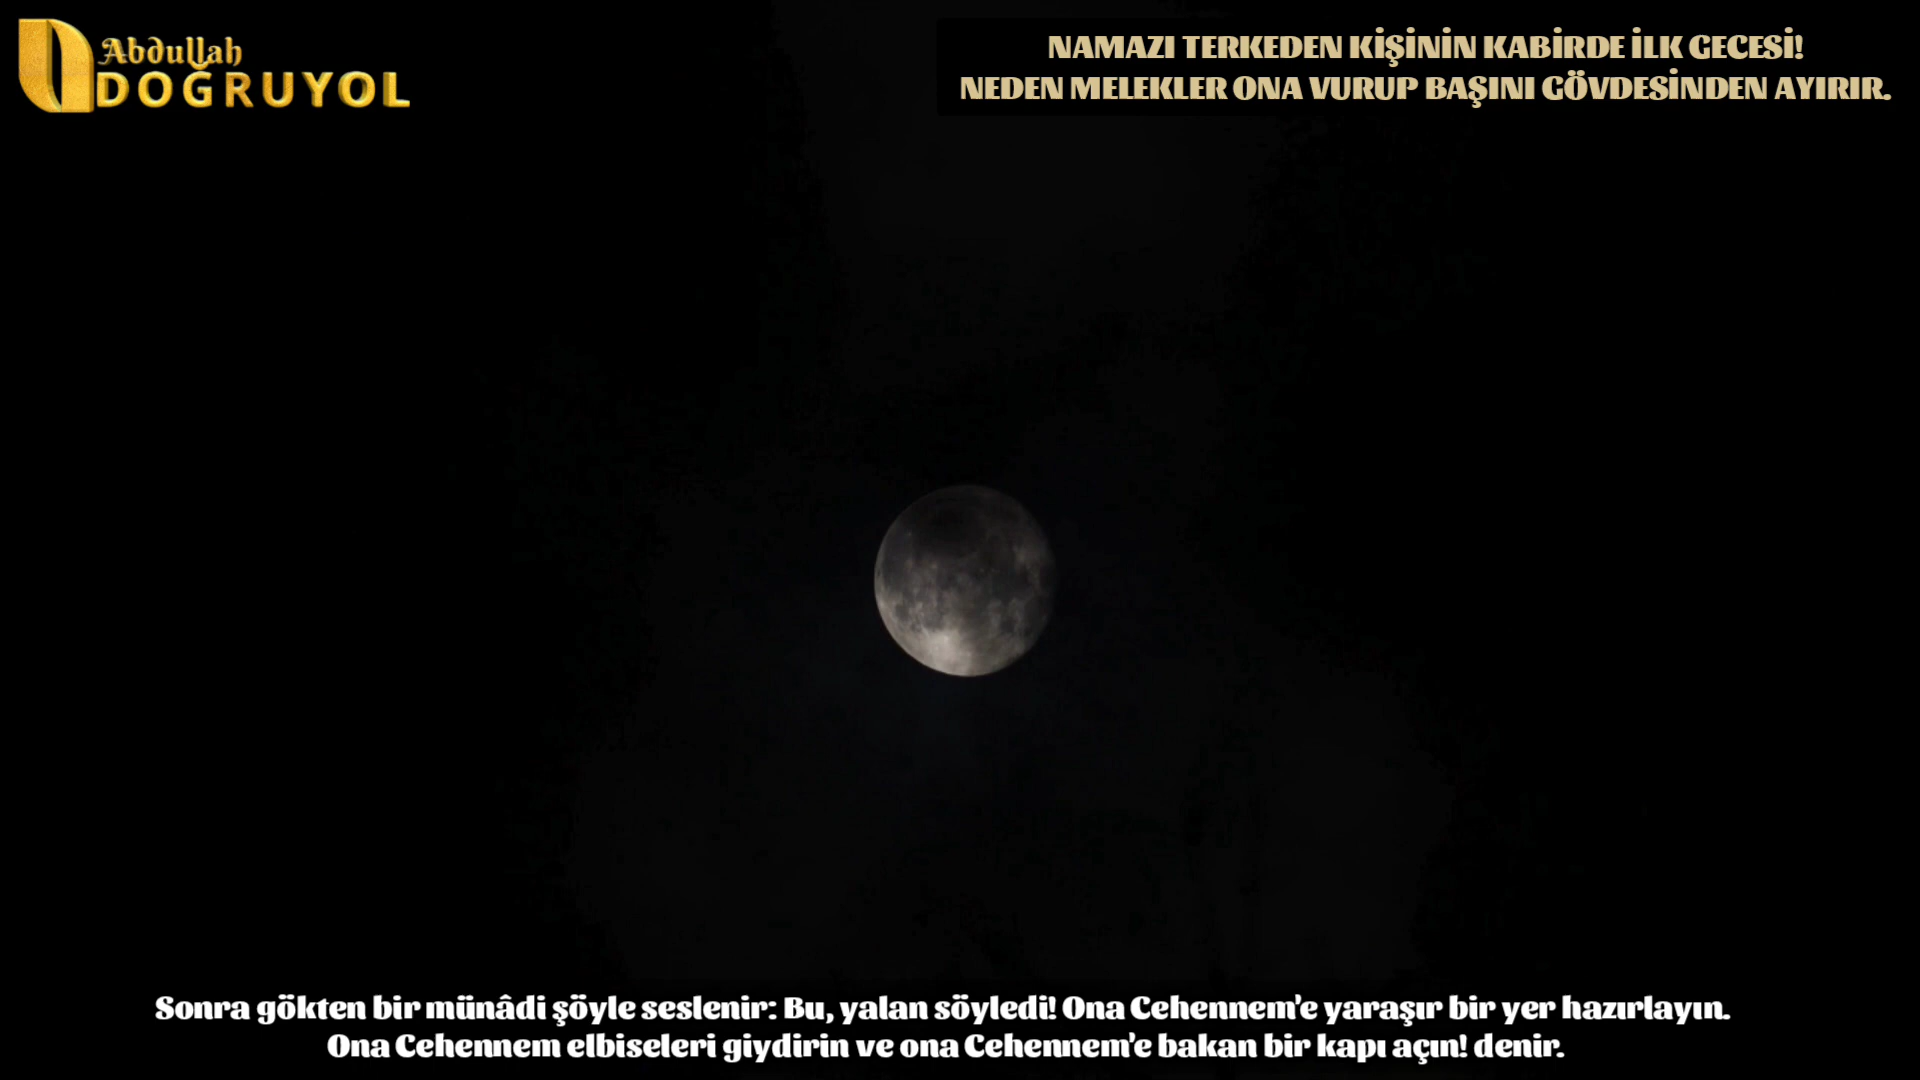 Abdullah
DOĞRUYOL
NAMAZI TERKEDEN KİŞİNİN KABİRDE İLK GECESİ!
NEDEN MELEKLER ONA VURUP BAŞINI GÖVDESİNDEN AYIRIR.
Sonra gökten bir münâdi şöyle seslenir: Bu, yalan söyledi! Ona Cehennem'e yaraşır bir yer hazırlayın.
Ona Cehennem elbiseleri giydirin ve ona Cehennem'e bakan bir kapı açın! denir.